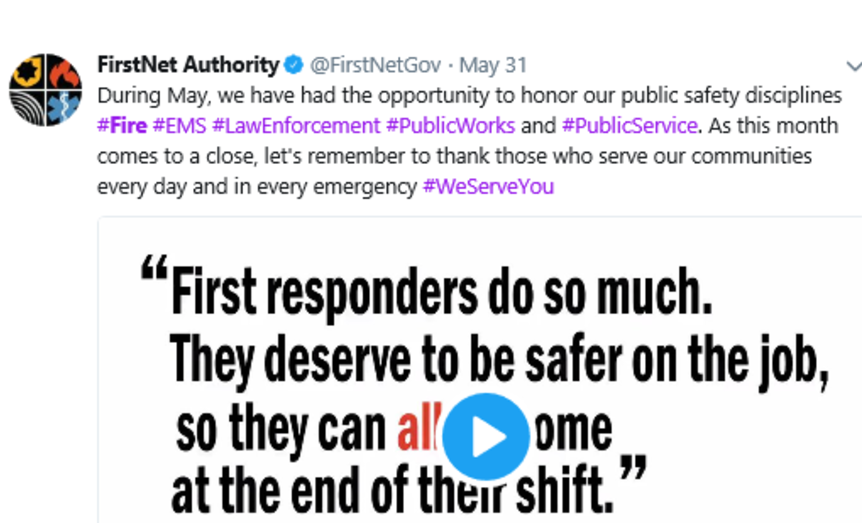 FirstNet Authority @FirstNetGov · May 31
During May, we have had the opportunity to honor our public safety disciplines
#Fire #EMS #LawEnforcement #PublicWorks and #PublicService. As this month
comes to a close, let's remember to thank those who serve our communities
every day and in every emergency #WeServeYou
“First responders do so much.
They deserve to be safer on the job,
so they can all
at the end of their shift.”